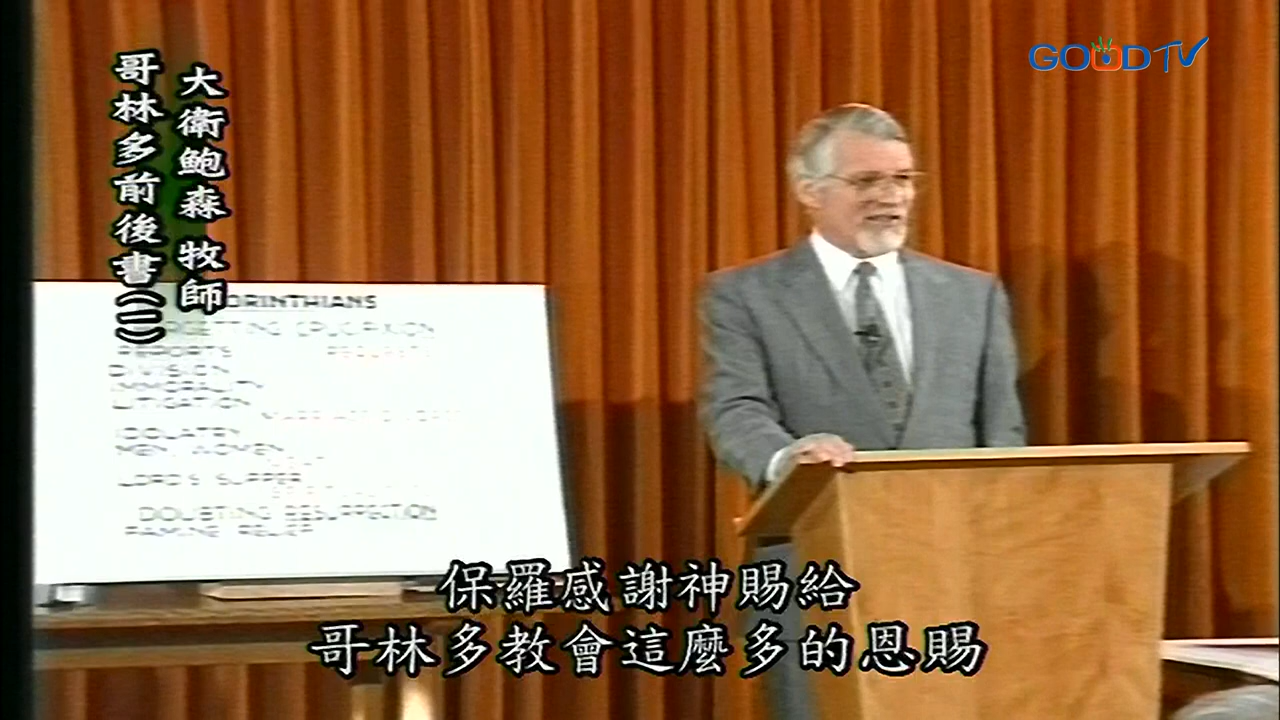 GOODTV
大衛鮑森 牧師
哥林多前後書(二)
ORINTHIANS
CRUCIFIXION
REPORTS
DIVISION
IMMORALITY
LITIGATION
IDOLATRY
MEN, WOMEN
LORD'S SUPPER
DOUBTING RESURRECTION
FAMINE RELIEF
保羅感謝神賜給
哥林多教會這麼多的恩賜